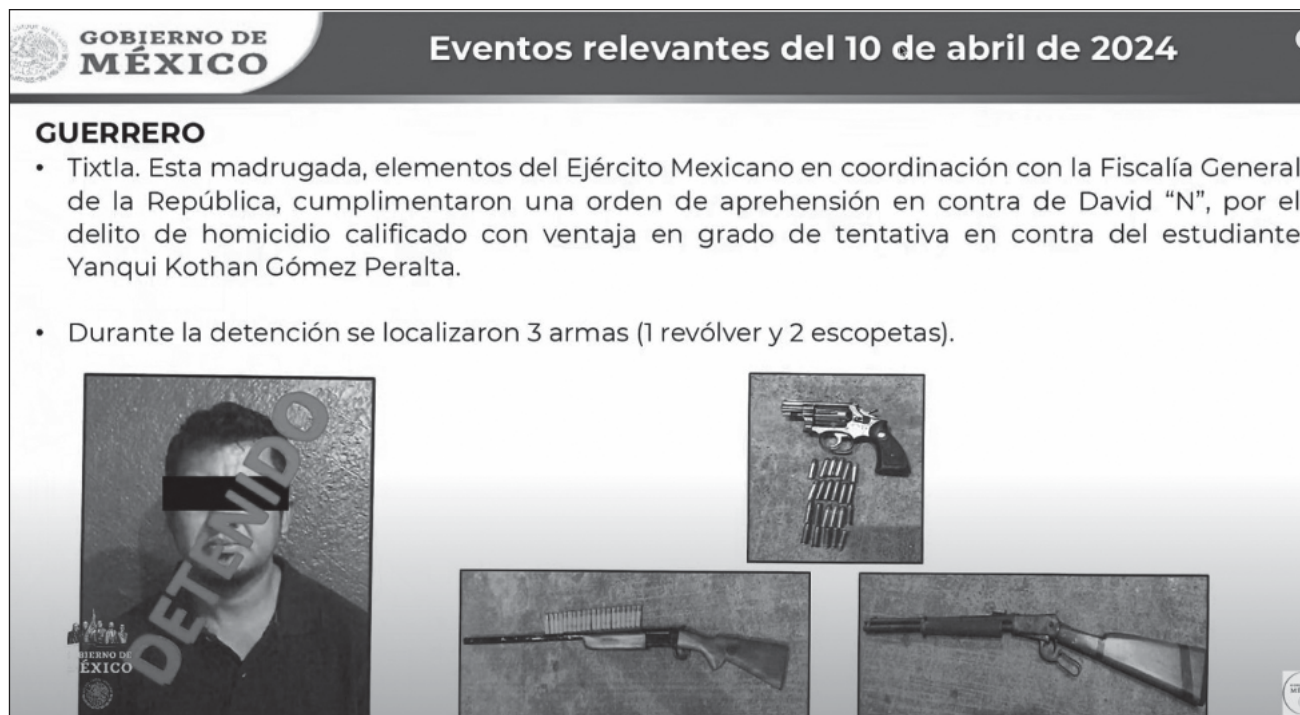 GOBIERNO DE
MÉXICO
Eventos relevantes del 10 de abril de 2024
GUERRERO
• Tixtla. Esta madrugada, elementos del Ejército Mexicano en coordinación con la Fiscalía General
de la República, cumplimentaron una orden de aprehensión en contra de David “N”, por el
delito de homicidio calificado con ventaja en grado de tentativa en contra del estudiante
Yanqui Kothan Gómez Peralta.
• Durante la detención se localizaron 3 armas (1 revólver y 2 escopetas).
DETENIDO
GOBIERNO DE
MÉXICO